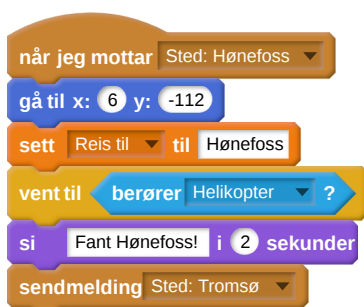 når jeg mottar Sted: Hønefoss
gå til x: 6 y: -112
sett Reis til til Hønefoss
vent til berører Helikopter ?
si Fant Hønefoss! i 2 sekunder
sendmelding Sted: Tromsø